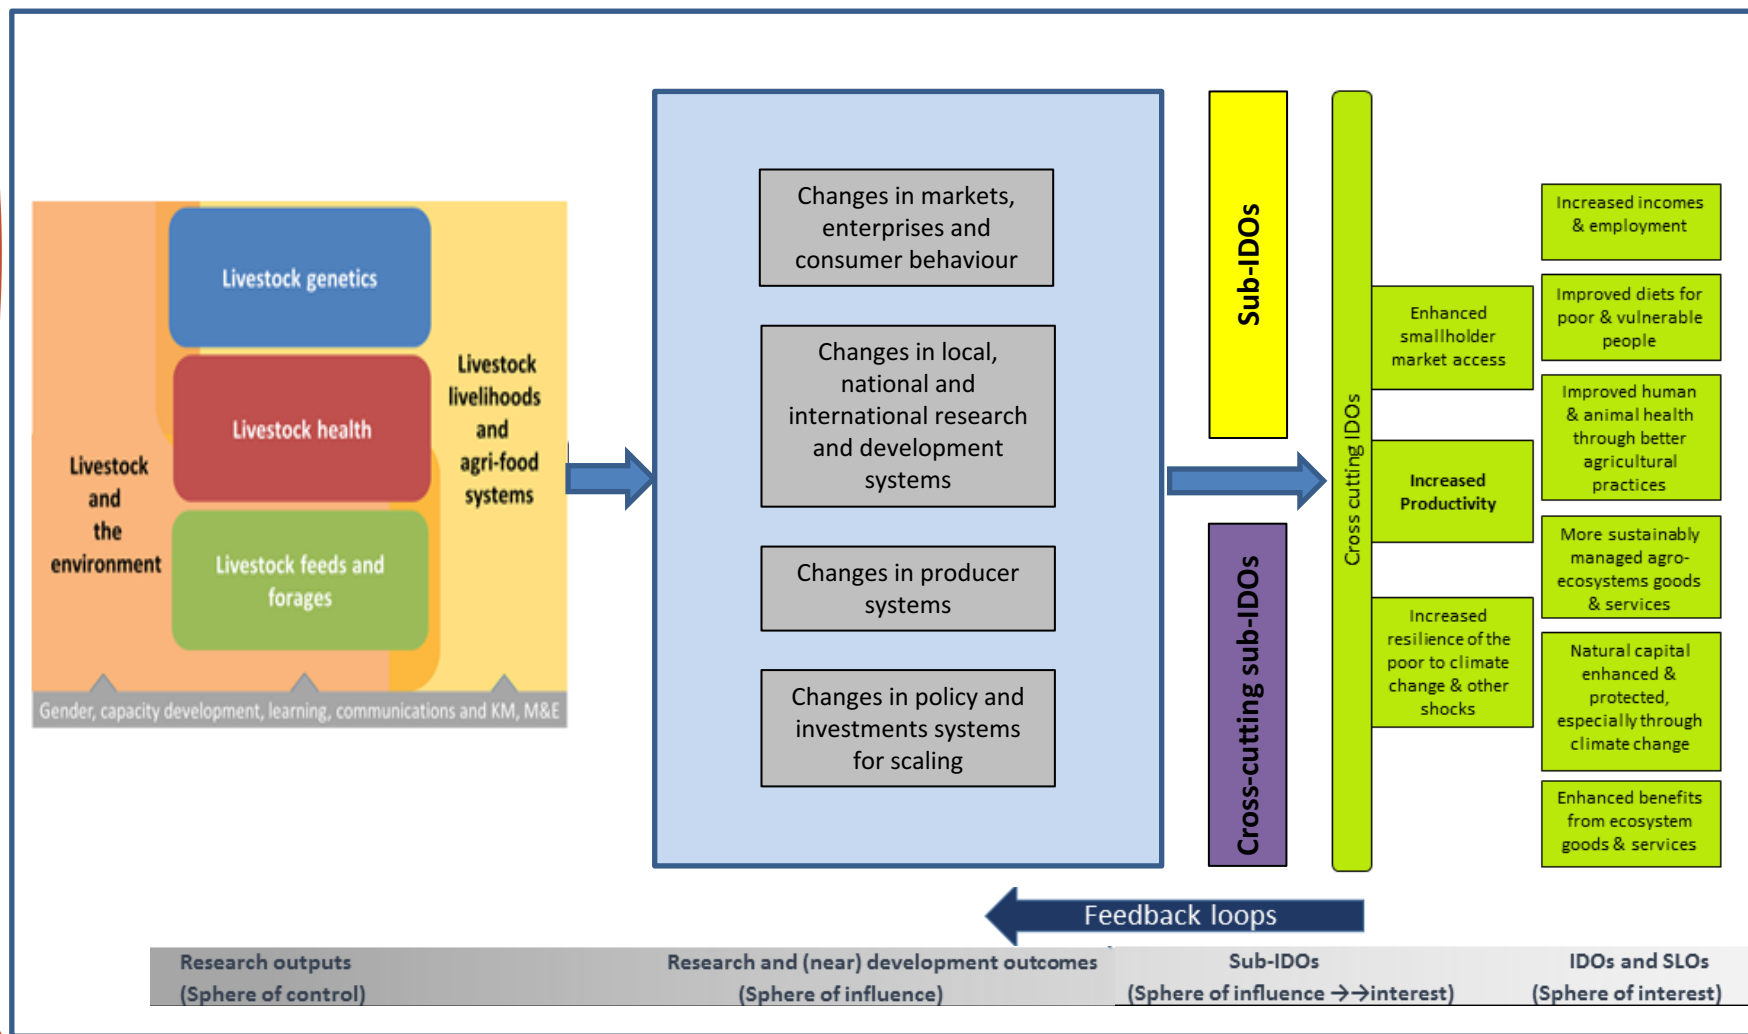 Livestock genetics
Livestock health
Livestock feeds and
forages
Livestock
and
the
environment
Livestock
livelihoods
and
agri-food
systems
Gender, capacity development, learning, communications and KM, M&E
Changes in markets,
enterprises and
consumer behaviour
Changes in local,
national and
international research
and development
systems
Changes in producer
systems
Changes in policy and
investments systems
for scaling
Sub-IDOs
Cross-cutting sub-IDOs
Cross cutting IDOs
Enhanced
smallholder
market access
Increased
Productivity
Increased
resilience of the
poor to climate
change & other
shocks
Increased incomes
& employment
Improved diets for
poor & vulnerable
people
Improved human
& animal health
through better
agricultural
practices
More sustainably
managed agro-
ecosystems goods
& services
Natural capital
enhanced &
protected,
especially through
climate change
Enhanced benefits
from ecosystem
goods & services
Feedback loops
Research outputs
(Sphere of control)
Research and (near) development outcomes
(Sphere of influence)
Sub-IDOs
(Sphere of influence →→interest)
IDOs and SLOs
(Sphere of interest)